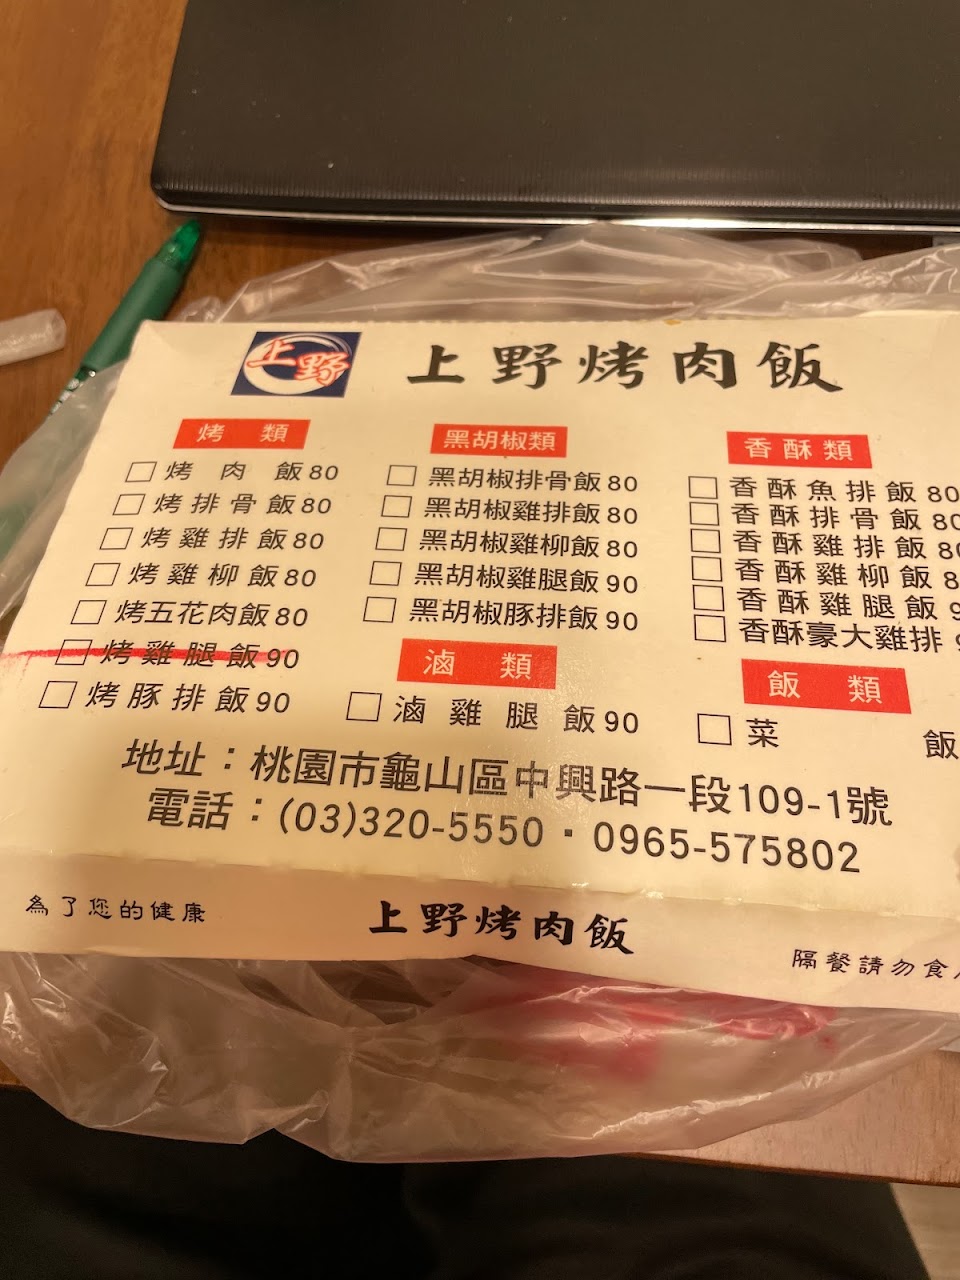 上野
上野烤肉飯
烤類
烤肉飯80
烤排骨飯80
烤雞排飯80
烤雞柳飯80
烤五花肉飯80
烤雞腿飯90
烤豚排飯90
黑胡椒類
黑胡椒排骨飯80
黑胡椒雞排飯80
黑胡椒雞柳飯80
黑胡椒雞腿飯90
黑胡椒豚排飯90
滷類
滷雞腿飯90
香酥類
香酥魚排飯80
香酥排骨飯80
香酥雞排飯80
香酥雞柳飯8
香酥雞腿飯9
香酥豪大雞排
飯類
菜飯
地址：桃園市龜山區中興路一段109-1號
電話：(03)320-5550・0965-575802
為了您的健康
上野烤肉飯
隔餐請勿食